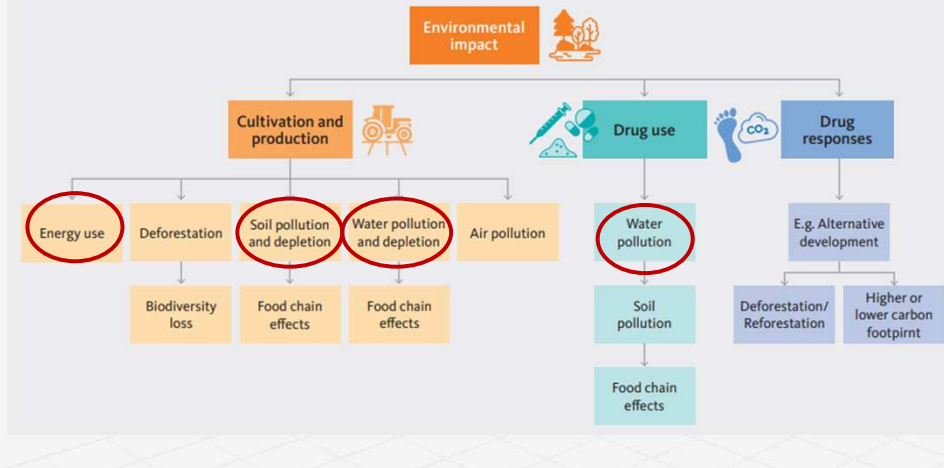 Environmental
impact
Cultivation and
production
Drug use
CO₂
Drug
responses
Energy use
Deforestation
Soil pollution
and depletion
Water pollution
and depletion
Air pollution
Water
pollution
E.g. Alternative
development
Biodiversity
loss
Food chain
effects
Food chain
effects
Soil
pollution
Deforestation/
Reforestation
Higher or
lower carbon
footpirnt
Food chain
effects